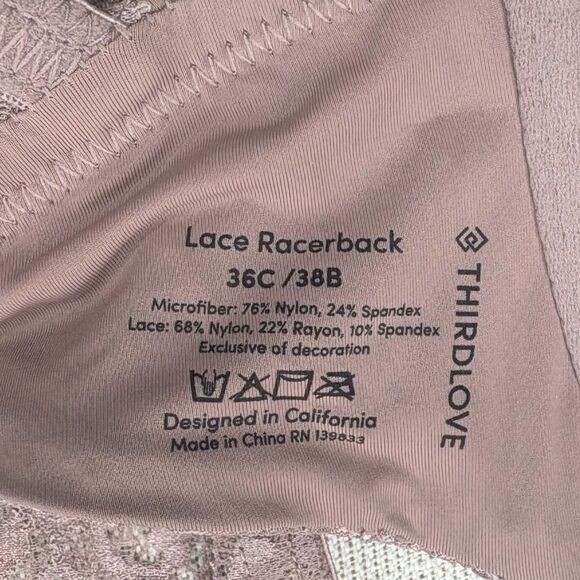 Lace Racerback
36C /38B
Microfiber: 76% Nylon, 24% Spandex
Lace: 68% Nylon, 22% Rayon, 10% Spandex
Exclusive of decoration
Designed in California
Made in China RN 139833
THIRDLOVE